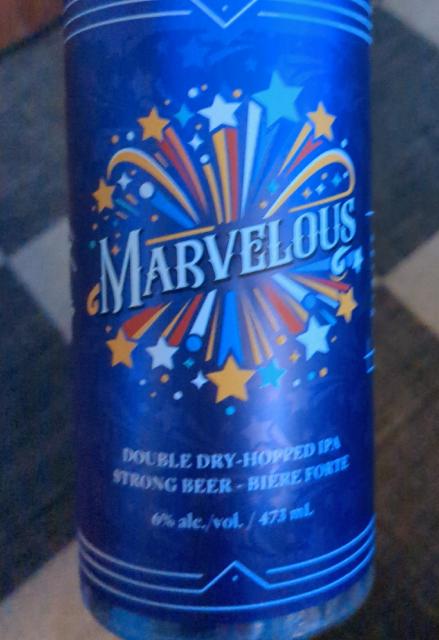 MARVELOUS
DOUBLE DRY-HOPPED IPA
STRONG BEER - BIÈRE FORTE
6% alc./vol. / 473 mL